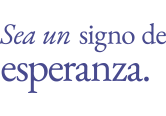 Sea un signo de
esperanza.